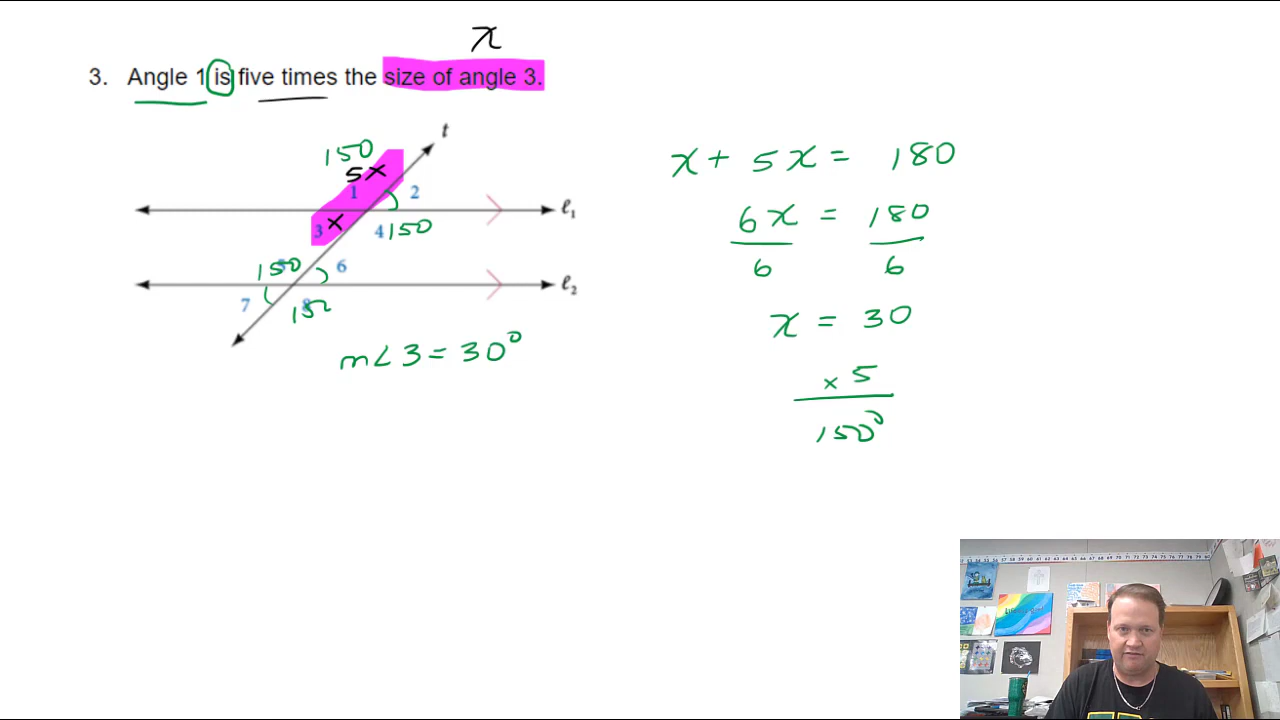 x
3. Angle 1 is five times the size of angle 3.
t
150
5x
1 2
ℓ1
3 x 4 150
150 6
ℓ2
7 150
m∠3 = 30°
x + 5x = 180
6x = 180
6 6
x = 30
x 5
150°